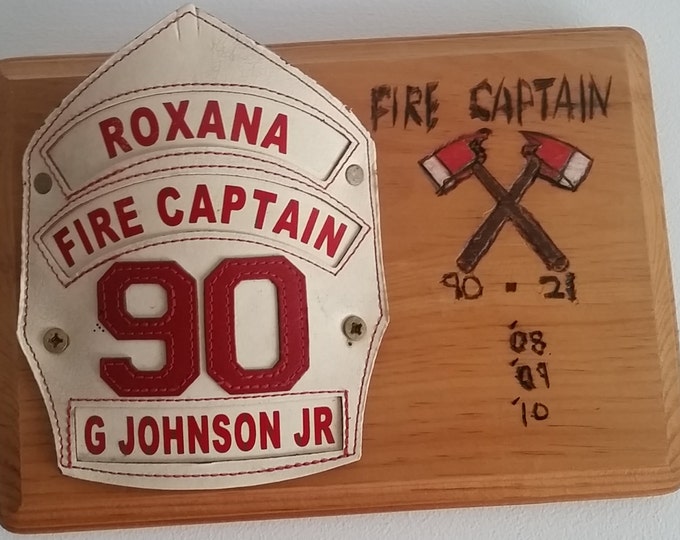 ROXANA
FIRE CAPTAIN
90
G JOHNSON JR
FIRE CAPTAIN
90 - 21
'08
'09
'10